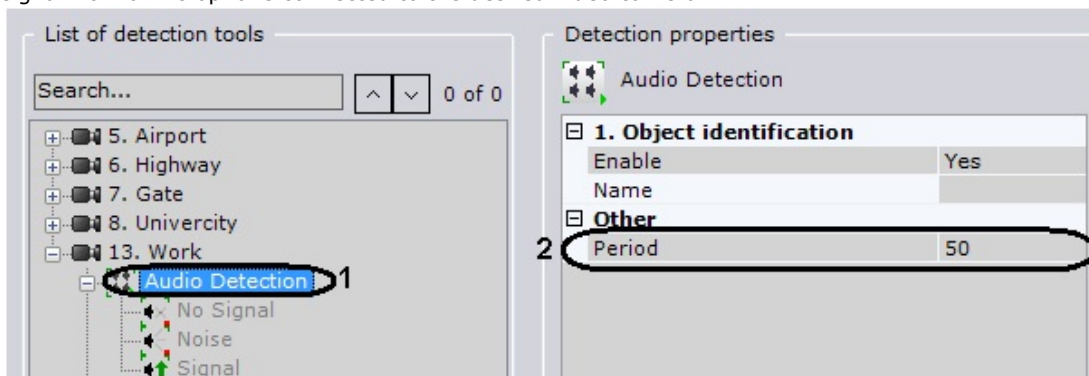 List of detection tools
Search...
0 of 0
5. Airport
6. Highway
7. Gate
8. Univercity
13. Work
Audio Detection 1
No Signal
Noise
Signal
Detection properties
Audio Detection
1. Object identification
Enable Yes
Name
Other
2 Period 50